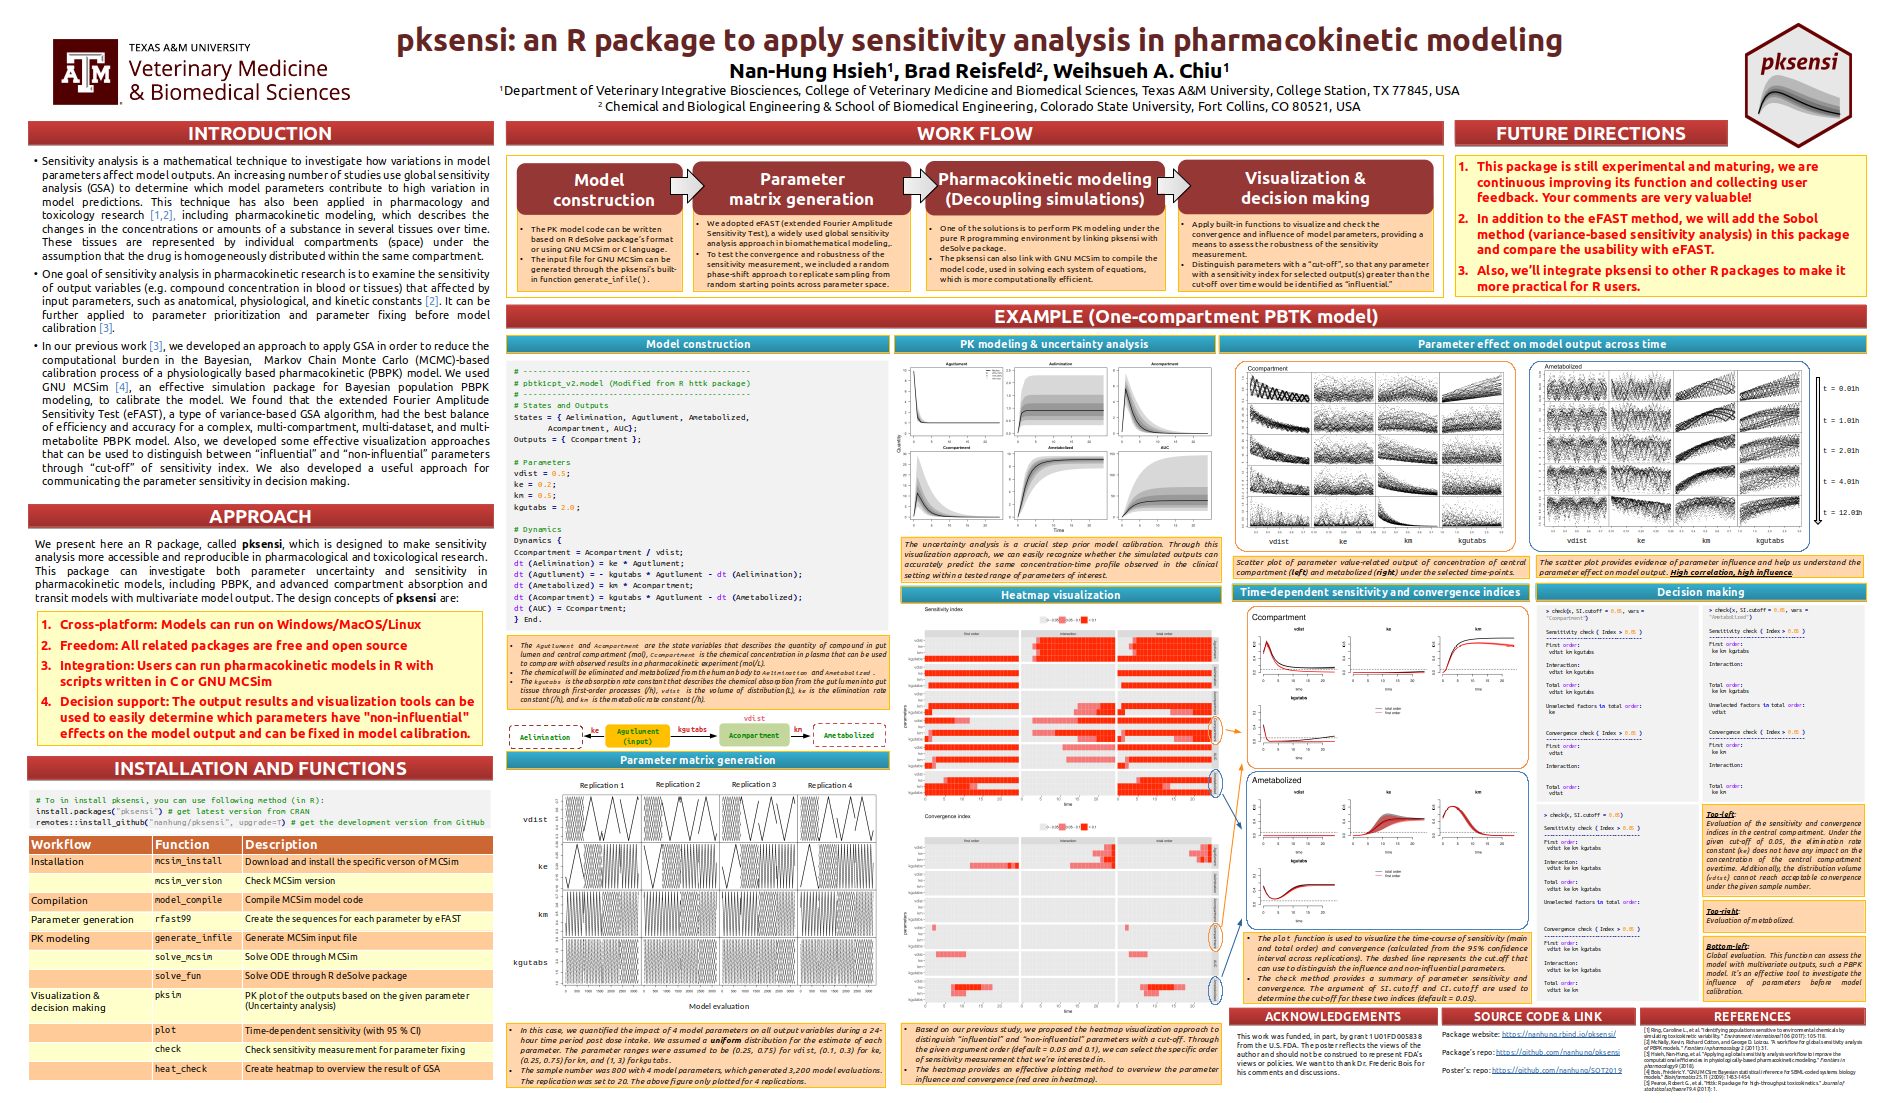 TEXAS A&M UNIVERSITY
Veterinary Medicine
& Biomedical Sciences
pksensi: an R package to apply sensitivity analysis in pharmacokinetic modeling
Nan-Hung Hsieh¹, Brad Reisfeld², Weihsueh A. Chiu¹
¹Department of Veterinary Integrative Biosciences, College of Veterinary Medicine and Biomedical Sciences, Texas A&M University, College Station, TX 77845, USA
² Chemical and Biological Engineering & School of Biomedical Engineering, Colorado State University, Fort Collins, CO 80521, USA
pksensi
INTRODUCTION
• Sensitivity analysis is a mathematical technique to investigate how variations in model
parameters affect model outputs. An increasing number of studies use global sensitivity
analysis (GSA) to determine which model parameters contribute to high variation in
model predictions. This technique has also been applied in pharmacology and
toxicology research [1,2], including pharmacokinetic modeling, which describes the
changes in the concentrations or amounts of a substance in several tissues over time.
These tissues are represented by individual compartments (space) under the
assumption that the drug is homogeneously distributed within the same compartment.
• One goal of sensitivity analysis in pharmacokinetic research is to examine the sensitivity
of output variables (e.g. compound concentration in blood or tissues) that affected by
input parameters, such as anatomical, physiological, and kinetic constants [2]. It can be
further applied to parameter prioritization and parameter fixing before model
calibration [3].
• In our previous work [3], we developed an approach to apply GSA in order to reduce the
computational burden in the Bayesian, Markov Chain Monte Carlo (MCMC)-based
calibration process of a physiologically based pharmacokinetic (PBPK) model. We used
GNU MCSim [4], an effective simulation package for Bayesian population PBPK
modeling, to calibrate the model. We found that the extended Fourier Amplitude
Sensitivity Test (eFAST), a type of variance-based GSA algorithm, had the best balance
of efficiency and accuracy for a complex, multi-compartment, multi-dataset, and multi-
metabolite PBPK model. Also, we developed some effective visualization approaches
that can be used to distinguish between “influential” and “non-influential” parameters
through “cut-off” of sensitivity index. We also developed a useful approach for
communicating the parameter sensitivity in decision making.
APPROACH
We present here an R package, called pksensi, which is designed to make sensitivity
analysis more accessible and reproducible in pharmacological and toxicological research.
This package can investigate both parameter uncertainty and sensitivity in
pharmacokinetic models, including PBPK, and advanced compartment absorption and
transit models with multivariate model output. The design concepts of pksensi are:
1. Cross-platform: Models can run on Windows/MacOS/Linux
2. Freedom: All related packages are free and open source
3. Integration: Users can run pharmacokinetic models in R with
scripts written in C or GNU MCSim
4. Decision support: The output results and visualization tools can be
used to easily determine which parameters have "non-influential"
effects on the model output and can be fixed in model calibration.
INSTALLATION AND FUNCTIONS
# To in install pksensi, you can use following method (in R):
install.packages("pksensi") # get latest version from CRAN
remotes::install_github("nanhung/pksensi", upgrade=T) # get the development version from GitHub
Workflow Function Description
Installation mcsim_install Download and install the specific verson of MCSim
mcsim_version Check MCSim version
Compilation model_compile Compile MCSim model code
Parameter generation rfast99 Create the sequences for each parameter by eFAST
PK modeling generate_infile Generate MCSim input file
solve_mcsim Solve ODE through MCSim
solve_fun Solve ODE through R deSolve package
Visualization & decision making pksim PK plot of the outputs based on the given parameter
(Uncertainty analysis)
plot Time-dependent sensitivity (with 95 % CI)
check Check sensitivity measurement for parameter fixing
heat_check Create heatmap to overview the result of GSA
WORK FLOW
Model
construction
• The PK model code can be written
based on R deSolve package's format
or using GNU MCSim or C language.
• The input file for GNU MCSim can be
generated through the pksensi's built-
in function generate_infile().
Parameter
matrix generation
• We adopted eFAST (extended Fourier Amplitude
Sensitivity Test), a widely used global sensitivity
analysis approach in biomathematical modeling,.
• To test the convergence and robustness of the
sensitivity measurement, we included a random
phase-shift approach to replicate sampling from
random starting points across parameter space.
Pharmacokinetic modeling
(Decoupling simulations)
• One of the solutions is to perform PK modeling under the
pure R programming environment by linking pksensi with
deSolve package.
• The pksensi can also link with GNU MCSim to compile the
model code, used in solving each system of equations,
which is more computationally efficient.
Visualization &
decision making
• Apply built-in functions to visualize and check the
convergence and influence of model parameters, providing a
means to assess the robustness of the sensitivity
measurement.
• Distinguish parameters with a “cut-off”, so that any parameter
with a sensitivity index for selected output(s) greater than the
cut-off over time would be identified as “influential.”
FUTURE DIRECTIONS
1. This package is still experimental and maturing, we are
continuous improving its function and collecting user
feedback. Your comments are very valuable!
2. In addition to the eFAST method, we will add the Sobol
method (variance-based sensitivity analysis) in this package
and compare the usability with eFAST.
3. Also, we'll integrate pksensi to other R packages to make it
more practical for R users.
EXAMPLE (One-compartment PBTK model)
Model construction
# --------------------------------------------------
# pbtk1cpt_v2.model (Modified from R httk package)
# --------------------------------------------------
# States and Outputs
States = { Aelimination, Agutlument, Ametabolized,
Acompartment, AUC};
Outputs = { Ccompartment };
# Parameters
vdist = 0.5;
ke = 0.2;
km = 0.5;
kgutabs = 2.0;
# Dynamics
Dynamics {
Ccompartment = Acompartment / vdist;
dt (Aelimination) = ke * Agutlument;
dt (Agutlument) = - kgutabs * Agutlument - dt (Aelimination);
dt (Ametabolized) = km * Acompartment;
dt (Acompartment) = kgutabs * Agutlument - dt (Ametabolized);
dt (AUC) = Ccompartment;
} End.
• The Agutlument and Acompartment are the state variables that describes the quantity of compound in gut
lumen and central compartment (mol), Ccompartment is the chemical concentration in plasma that can be used
to compare with observed results in a pharmacokinetic experiment (mol/L).
• The chemical will be eliminated and metabolized from the human body to Aelimination and Ametabolized.
• The kgutabs is the absorption rate constant that describes the chemical absorption from the gut lumen into gut
tissue through first-order processes (/h), vdist is the volume of distribution(L), ke is the elimination rate
constant (/h), and km is the metabolic rate constant (/h).
Aelimination
ke
Agutlument
(input)
kgutabs
vdist
Acompartment
km
Ametabolized
Parameter matrix generation
Replication 1 Replication 2 Replication 3 Replication 4
vdist
ke
km
kgutabs
Model evaluation
• In this case, we quantified the impact of 4 model parameters on all output variables during a 24-
hour time period post dose intake. We assumed a uniform distribution for the estimate of each
parameter. The parameter ranges were assumed to be (0.25, 0.75) for vdist, (0.1, 0.3) for ke,
(0.25, 0.75) for km, and (1, 3) for kgutabs.
• The sample number was 800 with 4 model parameters, which generated 3,200 model evaluations.
The replication was set to 20. The above figure only plotted for 4 replications.
PK modeling & uncertainty analysis
Agutlument Aelimination Acompartment
Ccompartment Ametabolized AUC
Quantity
Time
The uncertainty analysis is a crucial step prior model calibration. Through this
visualization approach, we can easily recognize whether the simulated outputs can
accurately predict the same concentration-time profile observed in the clinical
setting within a tested range of parameters of interest.
Heatmap visualization
Sensitivity index
first order interaction total order
parameters
time
Convergence index
first order interaction total order
parameters
time
• Based on our previous study, we proposed the heatmap visualization approach to
distinguish “influential” and “non-influential” parameters with a cut-off. Through
the given argument order (default = 0.05 and 0.1), we can select the specific order
of sensitivity measurement that we're interested in.
• The heatmap provides an effective plotting method to overview the parameter
influence and convergence (red area in heatmap).
Parameter effect on model output across time
Ccompartment
vdist ke km kgutabs
Ametabolized
vdist ke km kgutabs
t = 0.01h
t = 1.01h
t = 2.01h
t = 4.01h
t = 12.01h
Scatter plot of parameter value-related output of concentration of central
compartment (left) and metabolized (right) under the selected time-points.
The scatter plot provides evidence of parameter influence and help us understand the
parameter effect on model output. High correlation, high influence.
Time-dependent sensitivity and convergence indices
Ccompartment
vdist ke km
kgutabs
total order
first order
time
Ametabolized
vdist ke km
kgutabs
total order
first order
time
• The plot function is used to visualize the time-course of sensitivity (main
and total order) and convergence (calculated from the 95% confidence
interval across replications). The dashed line represents the cut.off that
can use to distinguish the influence and non-influential parameters.
• The check method provides a summary of parameter sensitivity and
convergence. The argument of SI.cutoff and CI.cutoff are used to
determine the cut-off for these two indices (default = 0.05).
Decision making
> check(x, SI.cutoff = 0.05, vars =
"Ccompartment")
Sensitivity check ( Index > 0.05 )
----------------------------------
First order:
vdist km kgutabs
Interaction:
Total order:
vdist km kgutabs
Unselected factors in total order:
ke
Convergence check ( Index > 0.05 )
----------------------------------
First order:
vdist
Interaction:
Total order:
vdist
> check(x, SI.cutoff = 0.05, vars =
"Ametabolized")
Sensitivity check ( Index > 0.05 )
----------------------------------
First order:
ke km kgutabs
Interaction:
Total order:
ke km kgutabs
Unselected factors in total order:
vdist
Convergence check ( Index > 0.05 )
----------------------------------
First order:
ke km
Interaction:
Total order:
ke km
> check(x, SI.cutoff = 0.05)
Sensitivity check ( Index > 0.05 )
----------------------------------
First order:
vdist ke km kgutabs
Interaction:
vdist ke km kgutabs
Total order:
vdist ke km kgutabs
Unselected factors in total order:
Convergence check ( Index > 0.05 )
----------------------------------
First order:
vdist ke km kgutabs
Interaction:
vdist ke km kgutabs
Total order:
vdist ke km
Top-left:
Evaluation of the sensitivity and convergence
indices in the central compartment. Under the
given cut-off of 0.05, the elimination rate
constant (ke) does not have any impact on the
concentration of the central compartment
overtime. Additionally, the distribution volume
(vdist) cannot reach acceptable convergence
under the given sample number.
Top-right:
Evaluation of metabolized.
Bottom-left:
Global evaluation. This function can assess the
model with multivariate outputs, such a PBPK
model. It's an effective tool to investigate the
influence of parameters before model
calibration.
ACKNOWLEDGEMENTS
This work was funded, in part, by grant 1U01FD005838
from the U.S. FDA. The poster reflects the views of the
author and should not be construed to represent FDA's
views or policies. We want to thank Dr. Frederic Bois for
his comments and discussions.
SOURCE CODE & LINK
Package website: https://nanhung.rbind.io/pksensi/
Package's repo: https://github.com/nanhung/pksensi
Poster's: repo: https://github.com/nanhung/SOT2019
REFERENCES
[1] Ring, Caroline L., et al. "Identifying populations sensitive to environmental chemicals by
simulating toxicokinetic variability." Environment international 106 (2017): 105-118.
[2] McNally, Kevin, Richard Cotton, and George D. Loizou. "A workflow for global sensitivity analysis
of PBPK models." Frontiers in pharmacology 2 (2011): 31.
[3] Hsieh, Nan-Hung, et al. "Applying a global sensitivity analysis workflow to improve the
computational efficiencies in physiologically-based pharmacokinetic modeling." Frontiers in
pharmacology 9 (2018).
[4] Bois, Frédéric Y. "GNU MCSim: Bayesian statistical inference for SBML-coded systems biology
models." Bioinformatics 25.11 (2009): 1453-1454.
[5] Pearce, Robert G., et al. "Httk: R package for high-throughput toxicokinetics." Journal of
statistical software 79.4 (2017): 1.